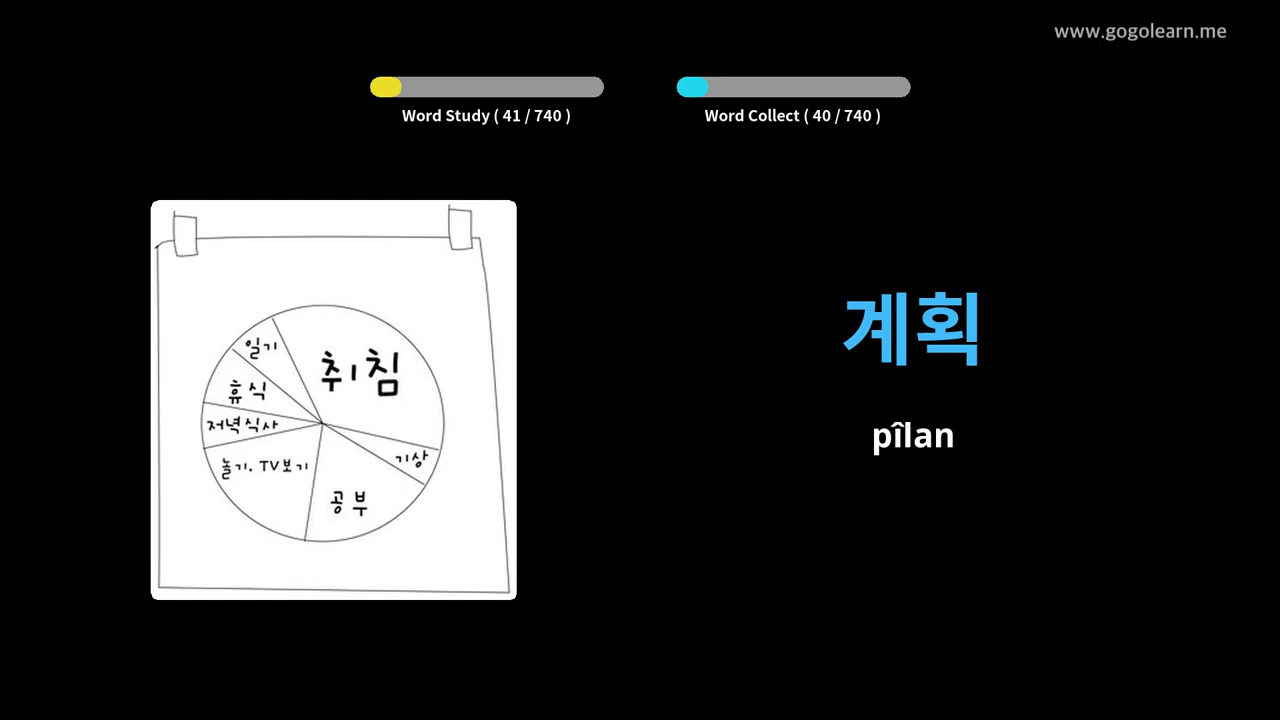 www.gogolearn.me
Word Study ( 41 / 740 )
Word Collect ( 40 / 740 )
일기
취침
휴식
저녁식사
놀기. TV보기
기상
공부
계획
pîlan